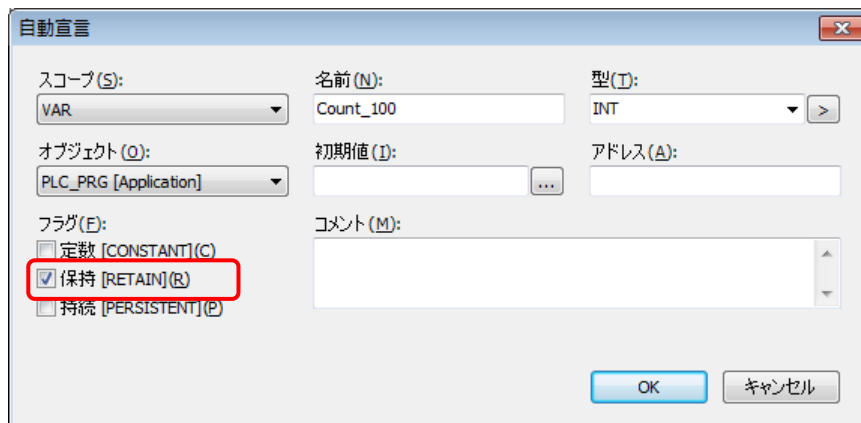 自動宣言
スコープ(S): 名前(N): 型(T):
VAR Count_100 INT >
オブジェクト(O): 初期値(I): アドレス(A):
PLC_PRG [Application] ...
フラグ(F): コメント(M):
定数 [CONSTANT](C)
保持 [RETAIN](R)
持続 [PERSISTENT](P)
OK キャンセル